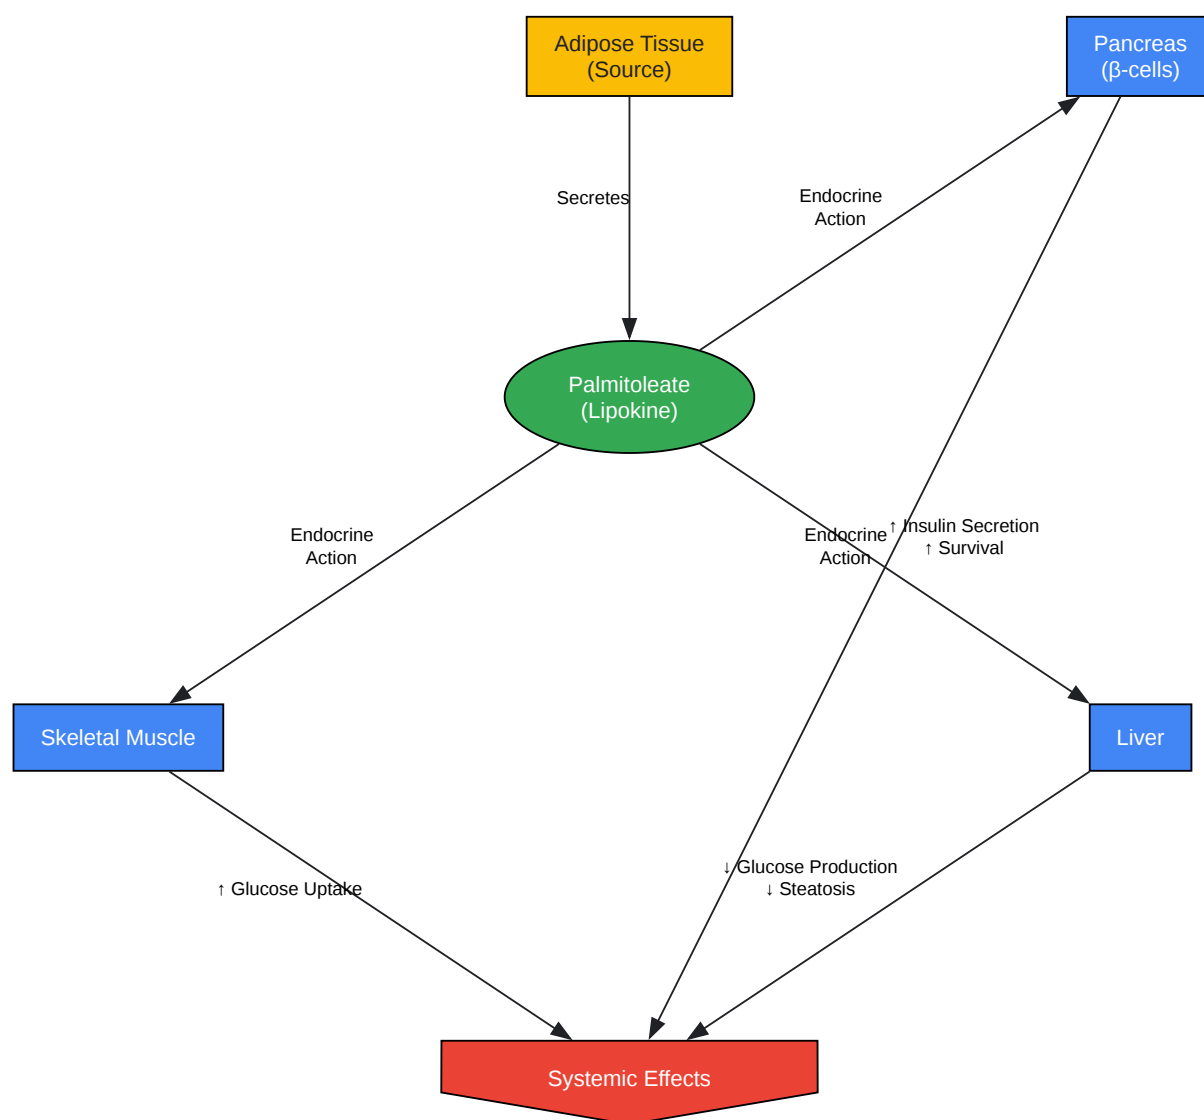 Adipose Tissue
(Source)
Pancreas
(β-cells)
Secretes
Endocrine
Action
Palmitoleate
(Lipokine)
Endocrine
Action
Endocrine
Action
↑ Insulin Secretion
↑ Survival
Skeletal Muscle
Liver
↑ Glucose Uptake
↓ Glucose Production
↓ Steatosis
Systemic Effects